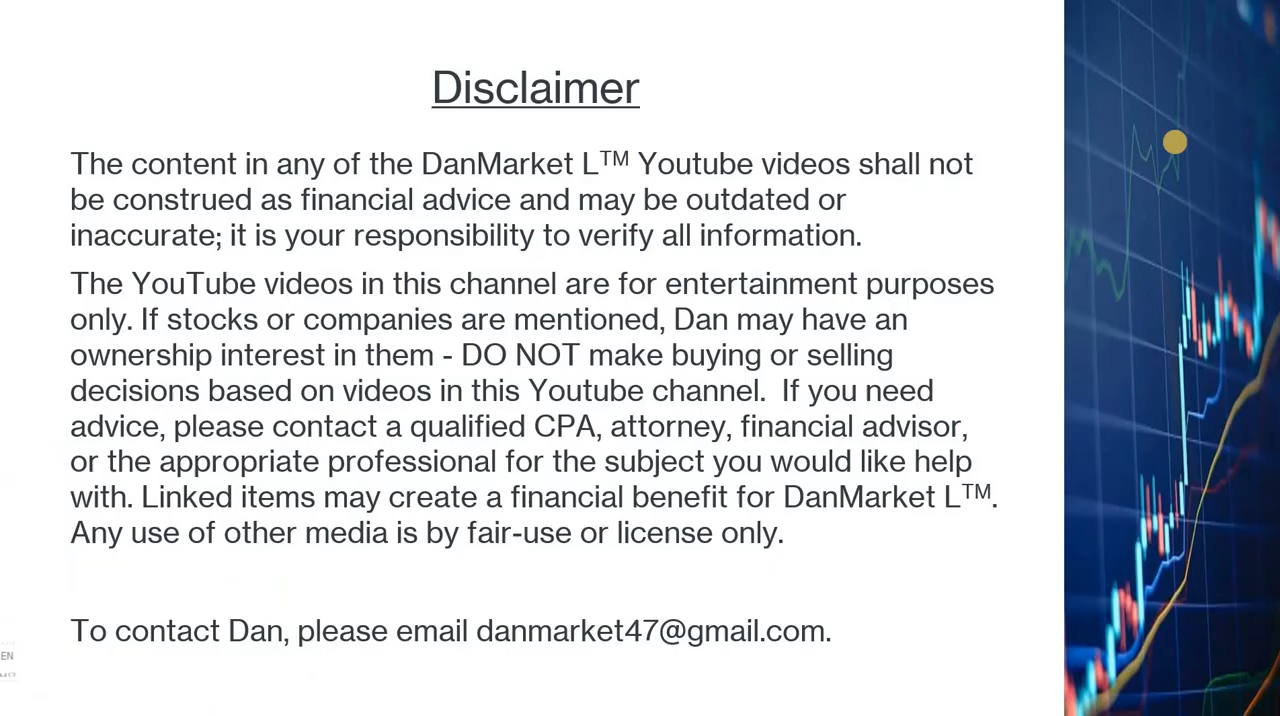 Disclaimer
The content in any of the DanMarket L™ Youtube videos shall not
be construed as financial advice and may be outdated or
inaccurate; it is your responsibility to verify all information.
The YouTube videos in this channel are for entertainment purposes
only. If stocks or companies are mentioned, Dan may have an
ownership interest in them - DO NOT make buying or selling
decisions based on videos in this Youtube channel.  If you need
advice, please contact a qualified CPA, attorney, financial advisor,
or the appropriate professional for the subject you would like help
with. Linked items may create a financial benefit for DanMarket L™.
Any use of other media is by fair-use or license only.
To contact Dan, please email danmarket47@gmail.com.
EN